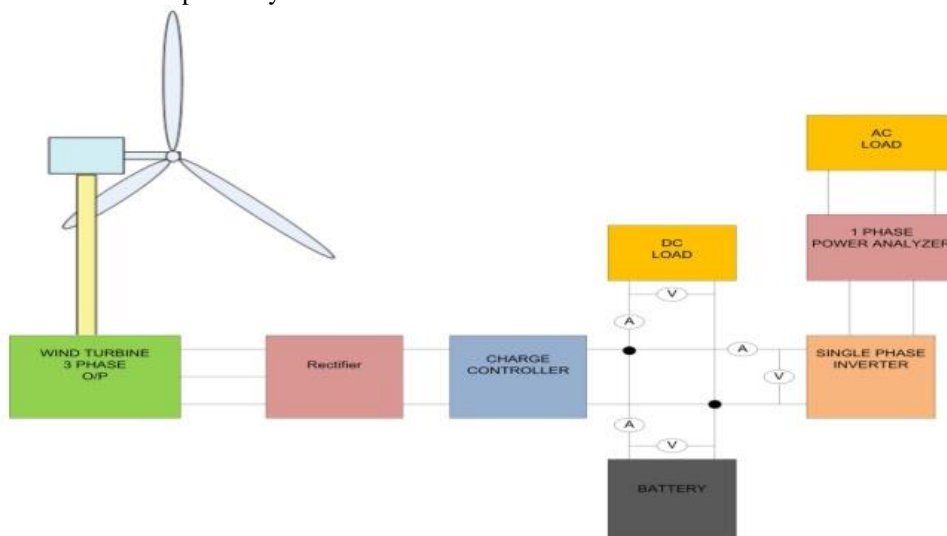 AC
LOAD
1 PHASE
POWER ANALYZER
DC
LOAD
V
A
WIND TURBINE
3 PHASE
O/P
Rectifier
CHARGE
CONTROLLER
A
V
SINGLE PHASE
INVERTER
A
V
BATTERY